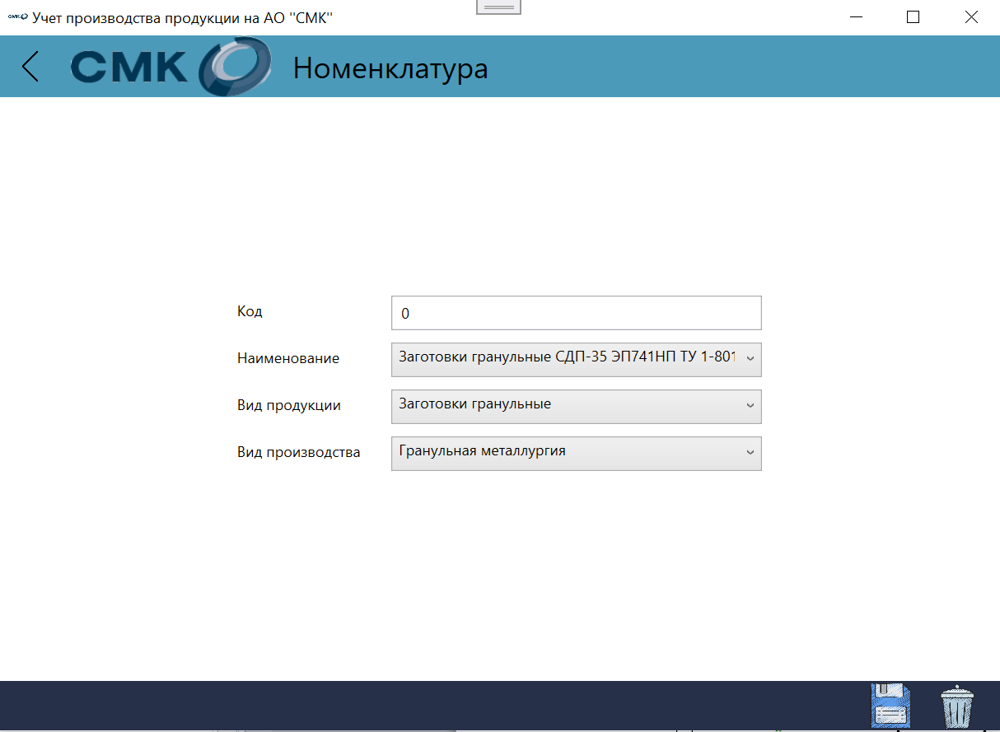 СМК Учет производства продукции на АО "СМК"
СМК Номенклатура
Код 0
Наименование Заготовки гранульные СДП-35 ЭП741НП ТУ 1-801
Вид продукции Заготовки гранульные
Вид производства Гранульная металлургия